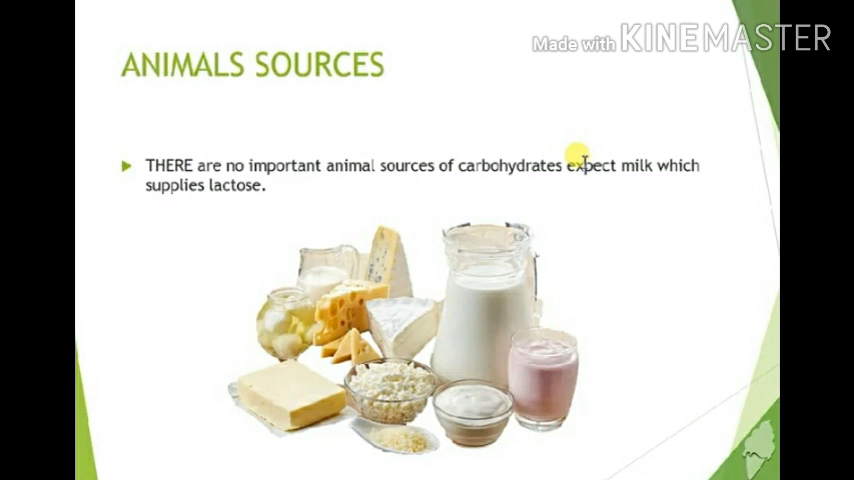 Made with KINEMASTER
ANIMALS SOURCES
THERE are no important animal sources of carbohydrates expect milk which
supplies lactose.